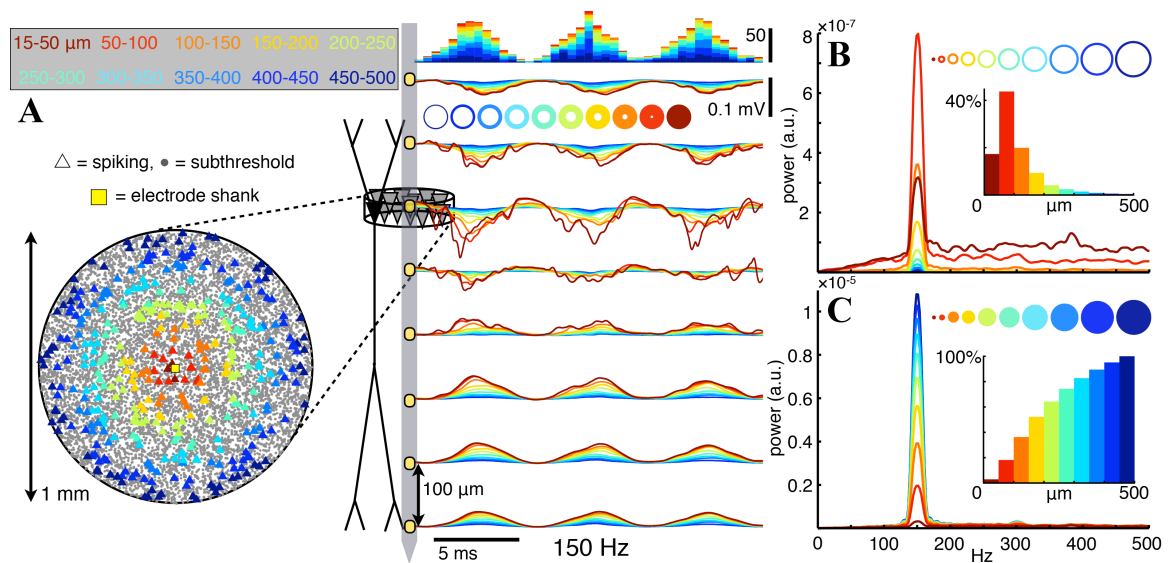 15-50 μm 50-100 100-150 150-200 200-250
250-300 300-350 350-400 400-450 450-500
A
△ = spiking, ● = subthreshold
= electrode shank
1 mm
50
0.1 mV
100 μm
5 ms
150 Hz
×10⁻⁷
B
8
6
4
2
power (a.u.)
40%
0 μm 500
×10⁻⁵
C
1
0.8
0.6
0.4
0.2
power (a.u.)
100%
0 μm 500
0 100 200 300 400 500
Hz